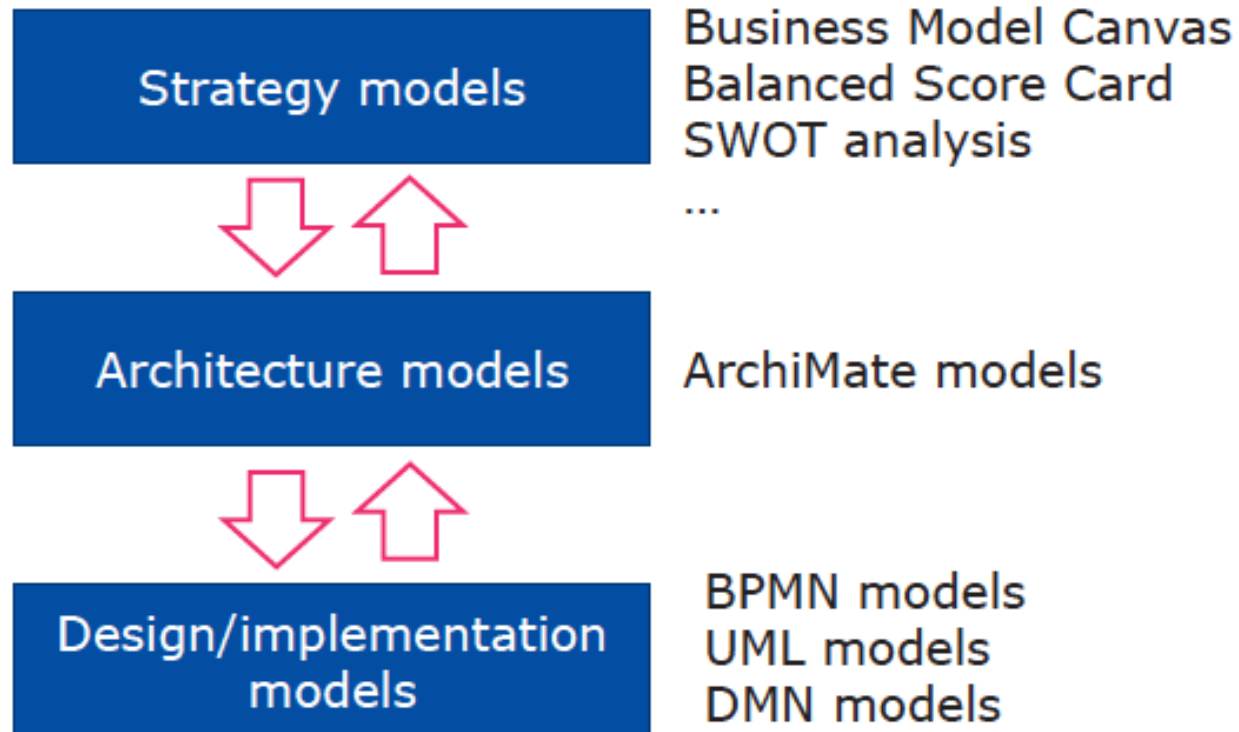 Strategy models
Business Model Canvas
Balanced Score Card
SWOT analysis
...
Architecture models
ArchiMate models
Design/implementation
models
BPMN models
UML models
DMN models